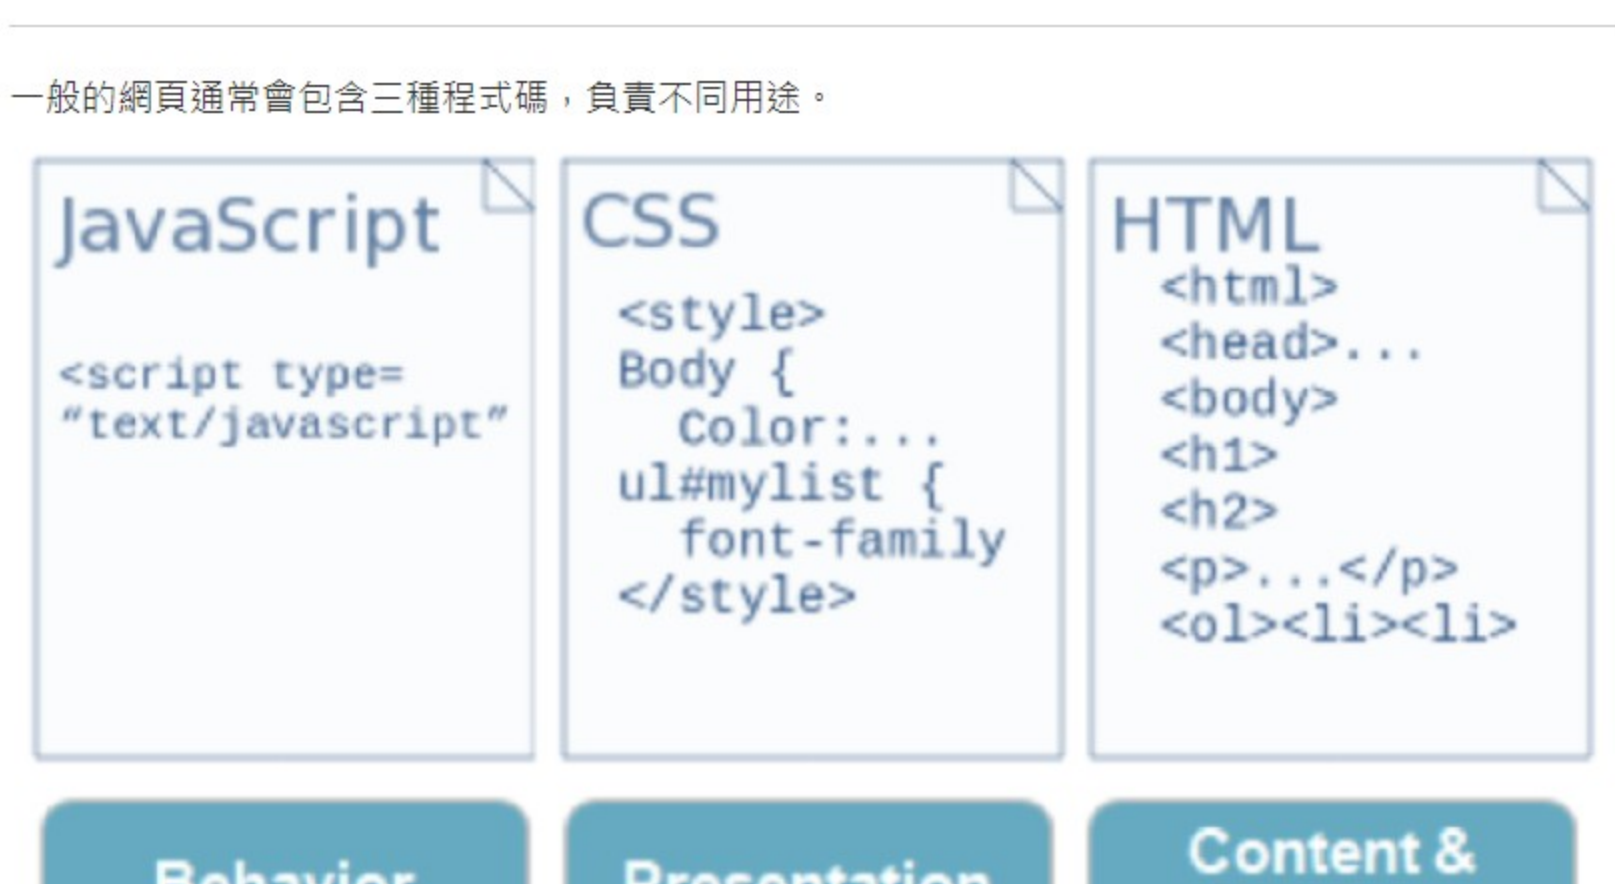 一般的網頁通常會包含三種程式碼，負責不同用途。
JavaScript
<script type=
“text/javascript”
CSS
<style>
Body {
Color:...
ul#mylist {
font-family
</style>
HTML
<html>
<head>...
<body>
<h1>
<h2>
<p>...</p>
<ol><li><li>
Behavior
Presentation
Content &